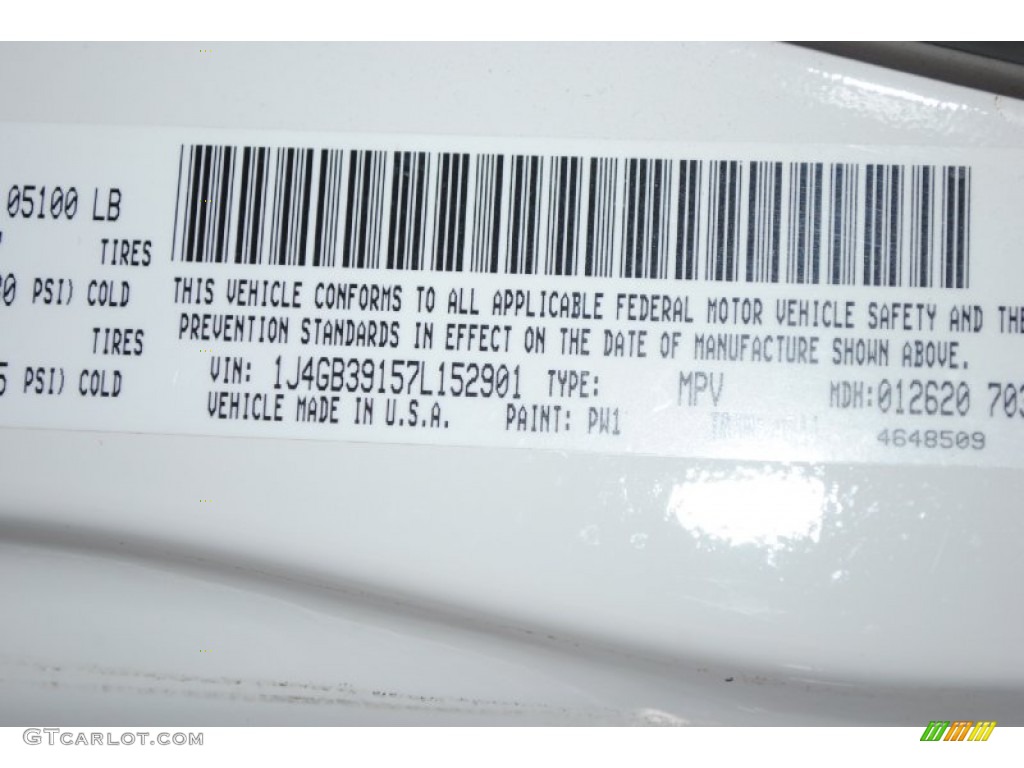 05100 LB
TIRES
PSI) COLD
TIRES
5 PSI) COLD
THIS VEHICLE CONFORMS TO ALL APPLICABLE FEDERAL MOTOR VEHICLE SAFETY AND THE
PREVENTION STANDARDS IN EFFECT ON THE DATE OF MANUFACTURE SHOWN ABOVE.
VIN: 1J4GB39157L152901 TYPE: MPV MDH:012620 703
VEHICLE MADE IN U.S.A. PAINT: PW1
4648509
GTCarlot.com